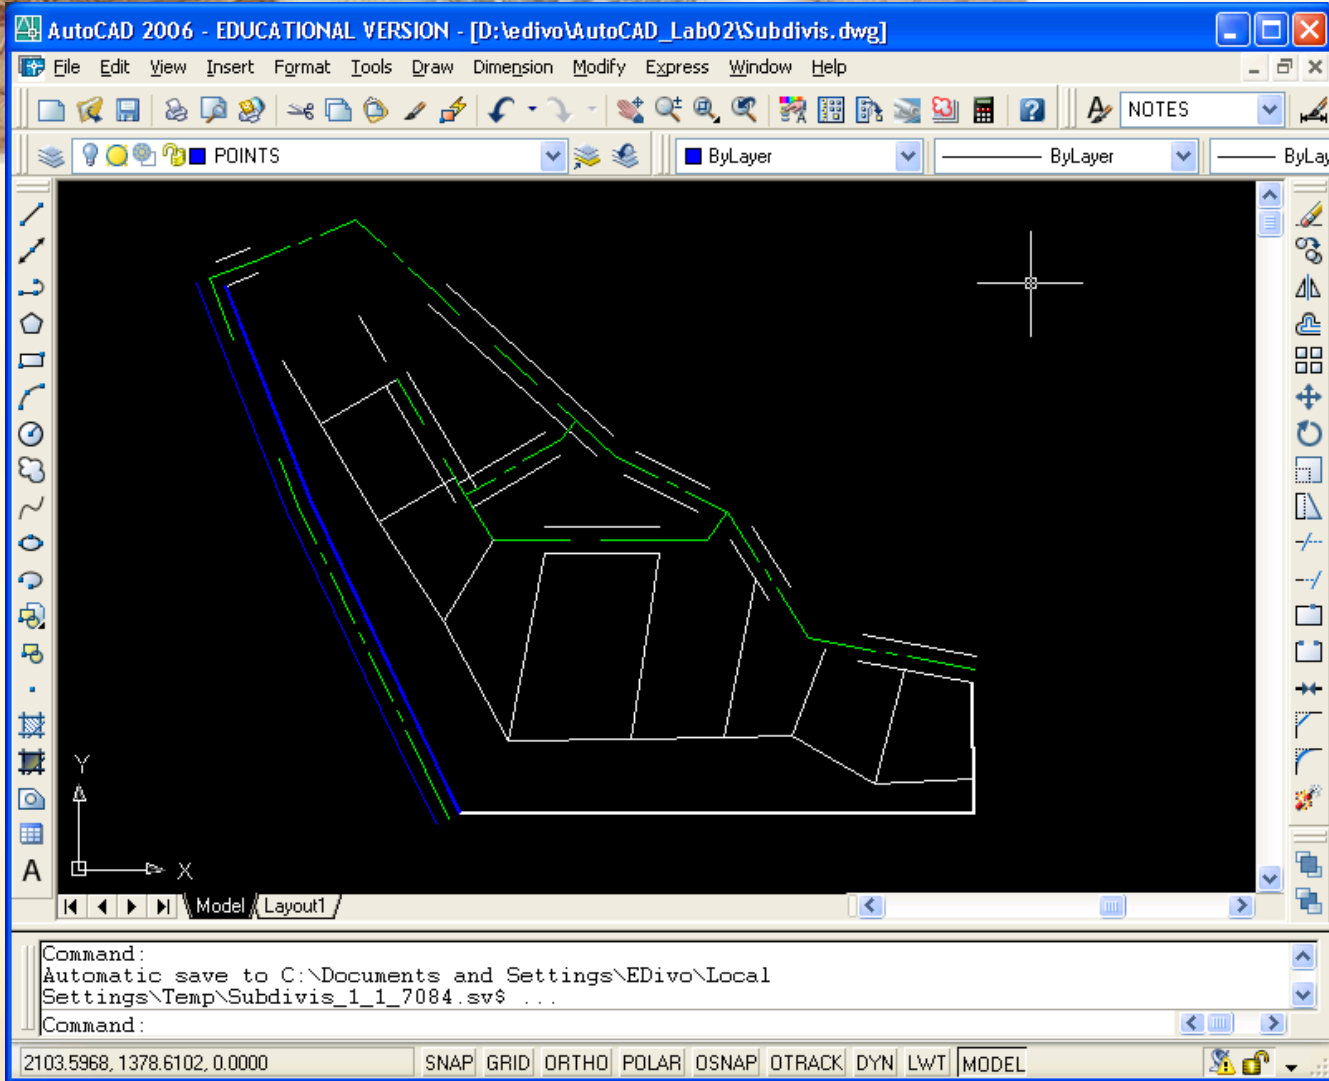 AutoCAD 2006 - EDUCATIONAL VERSION - [D:\edivo\AutoCAD_Lab02\Subdivis.dwg]
File Edit View Insert Format Tools Draw Dimension Modify Express Window Help
NOTES
POINTS ByLayer ByLayer ByLay
Y
X
A
Model Layout1
Command:
Automatic save to C:\Documents and Settings\EDivo\Local
Settings\Temp\Subdivis_1_1_7084.sv$ ...
Command:
2103.5968, 1378.6102, 0.0000 SNAP GRID ORTHO POLAR OSNAP OTRACK DYN LWT MODEL